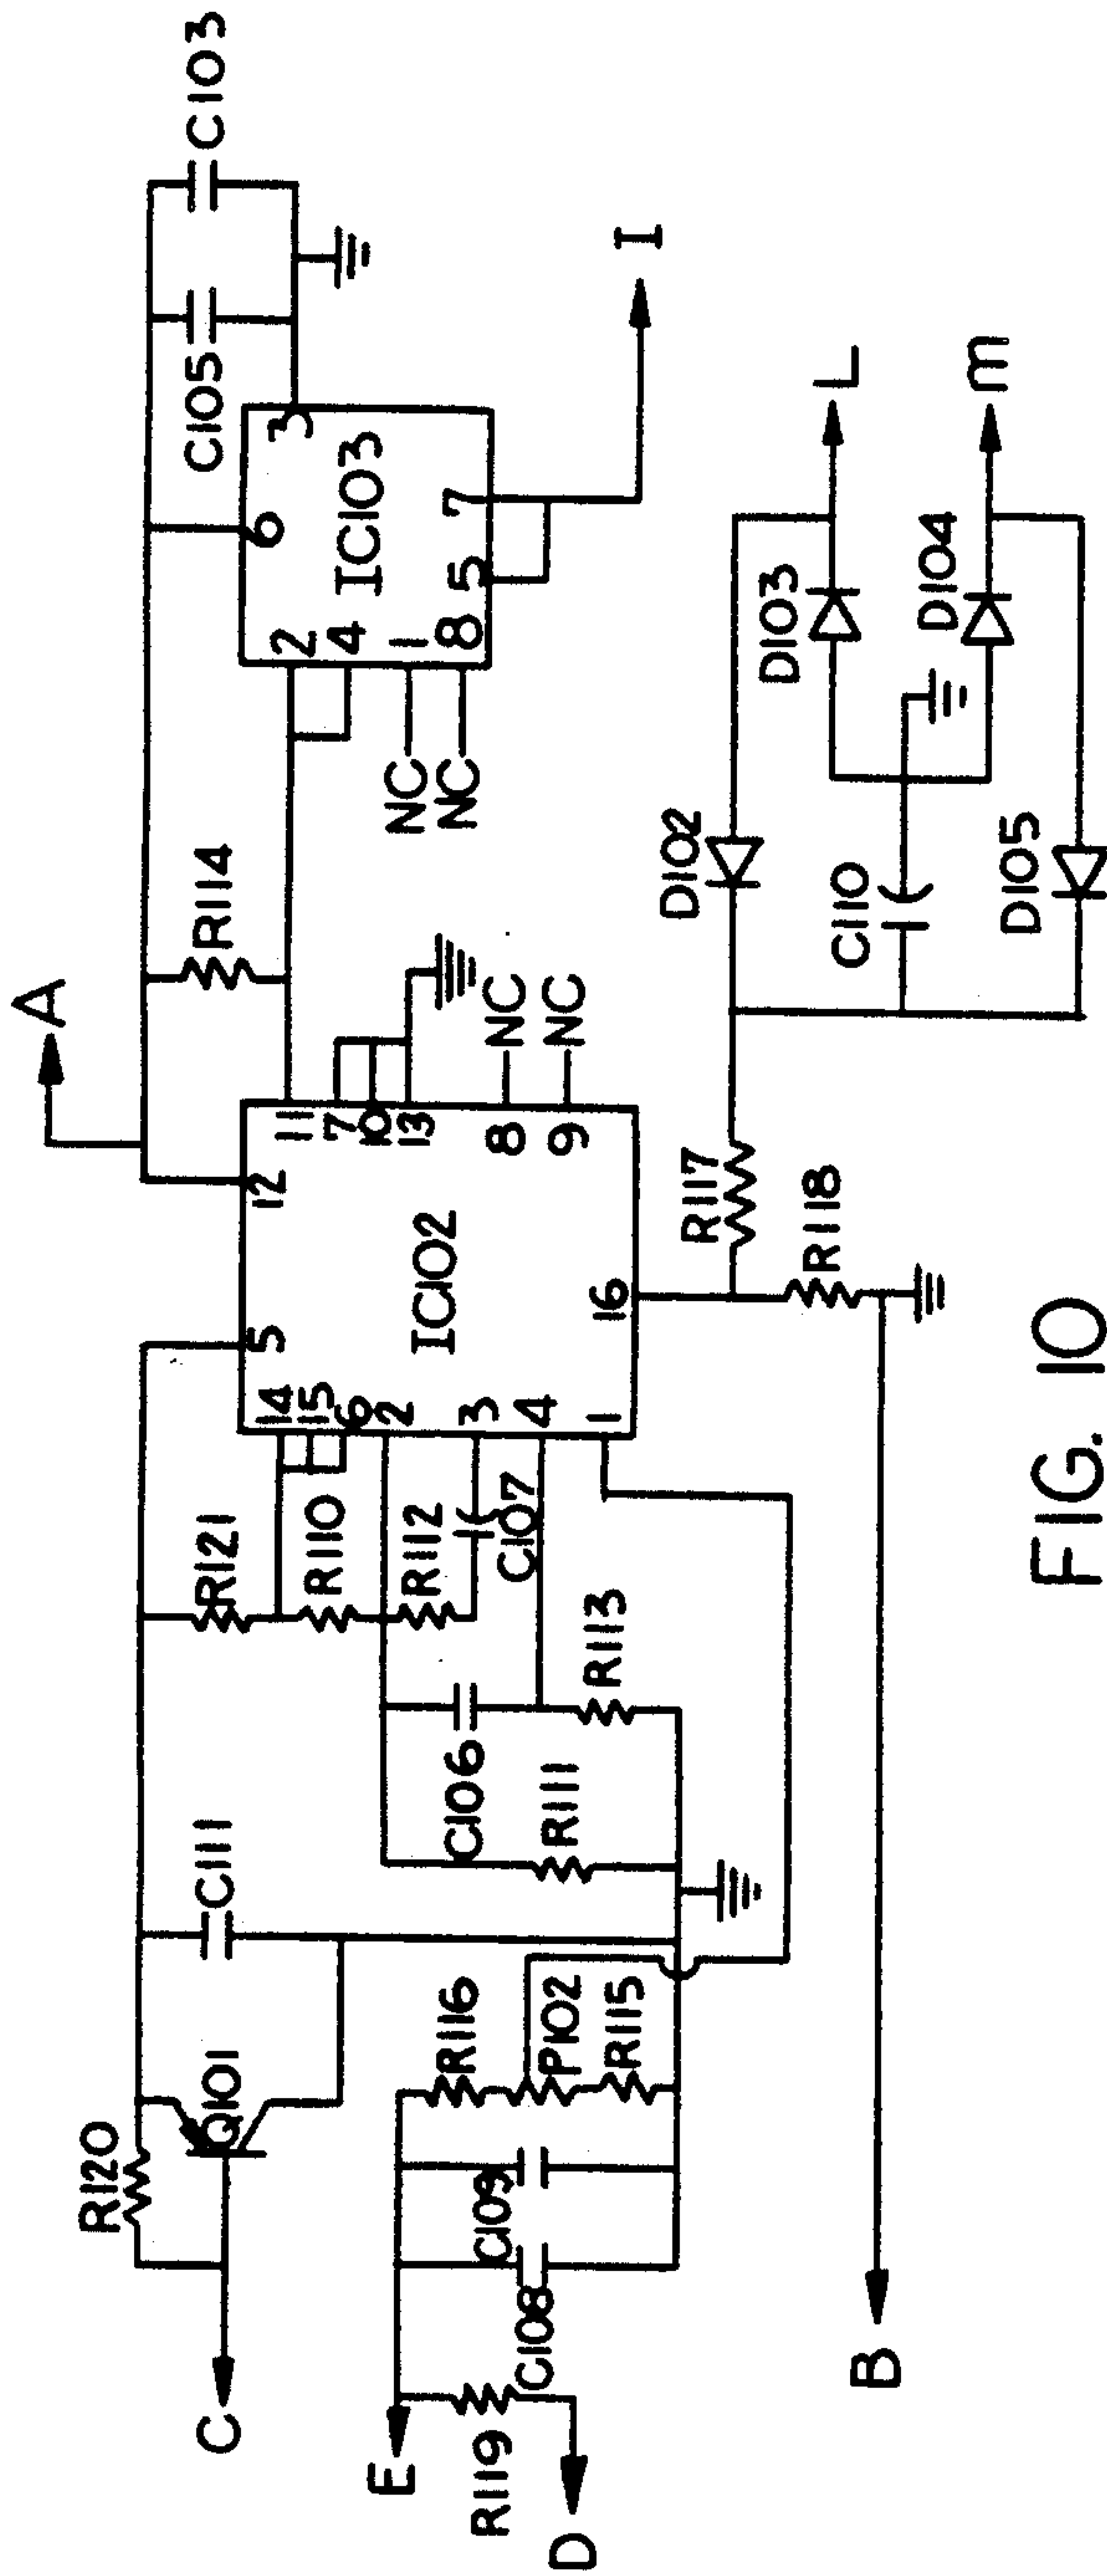 A
C103
C105
R114
6
3
IC103
2
4
1
8
5
7
NC
NC
I
R120
Q101
C111
R121
C
5
12
14
15
6
2
3
4
1
16
IC102
11
7
10
13
8
9
NC
NC
R110
R112
C107
R116
P102
R115
C106
R111
R113
E
C109
C108
R119
D
R117
R118
D102
D103
L
C110
D104
m
D105
B
FIG. 10